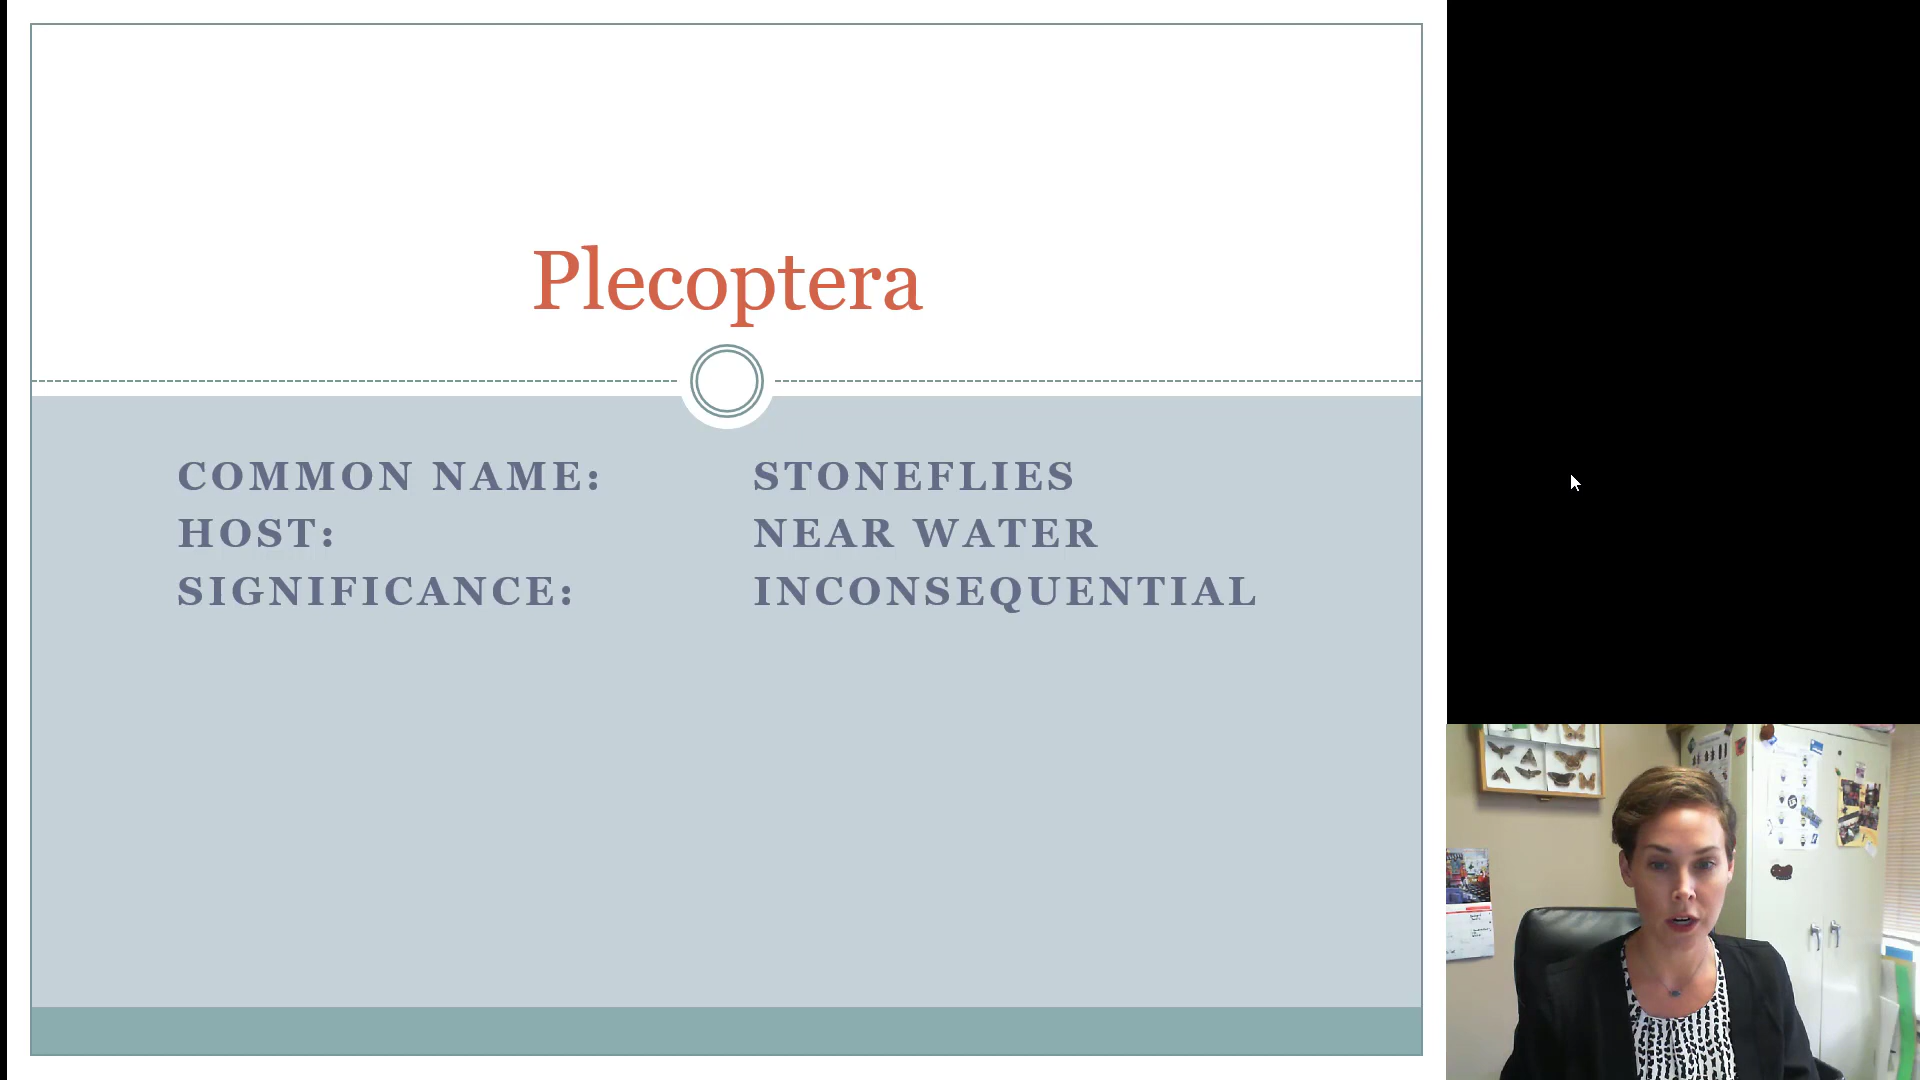 Plecoptera
COMMON NAME: STONEFLIES
HOST: NEAR WATER
SIGNIFICANCE: INCONSEQUENTIAL